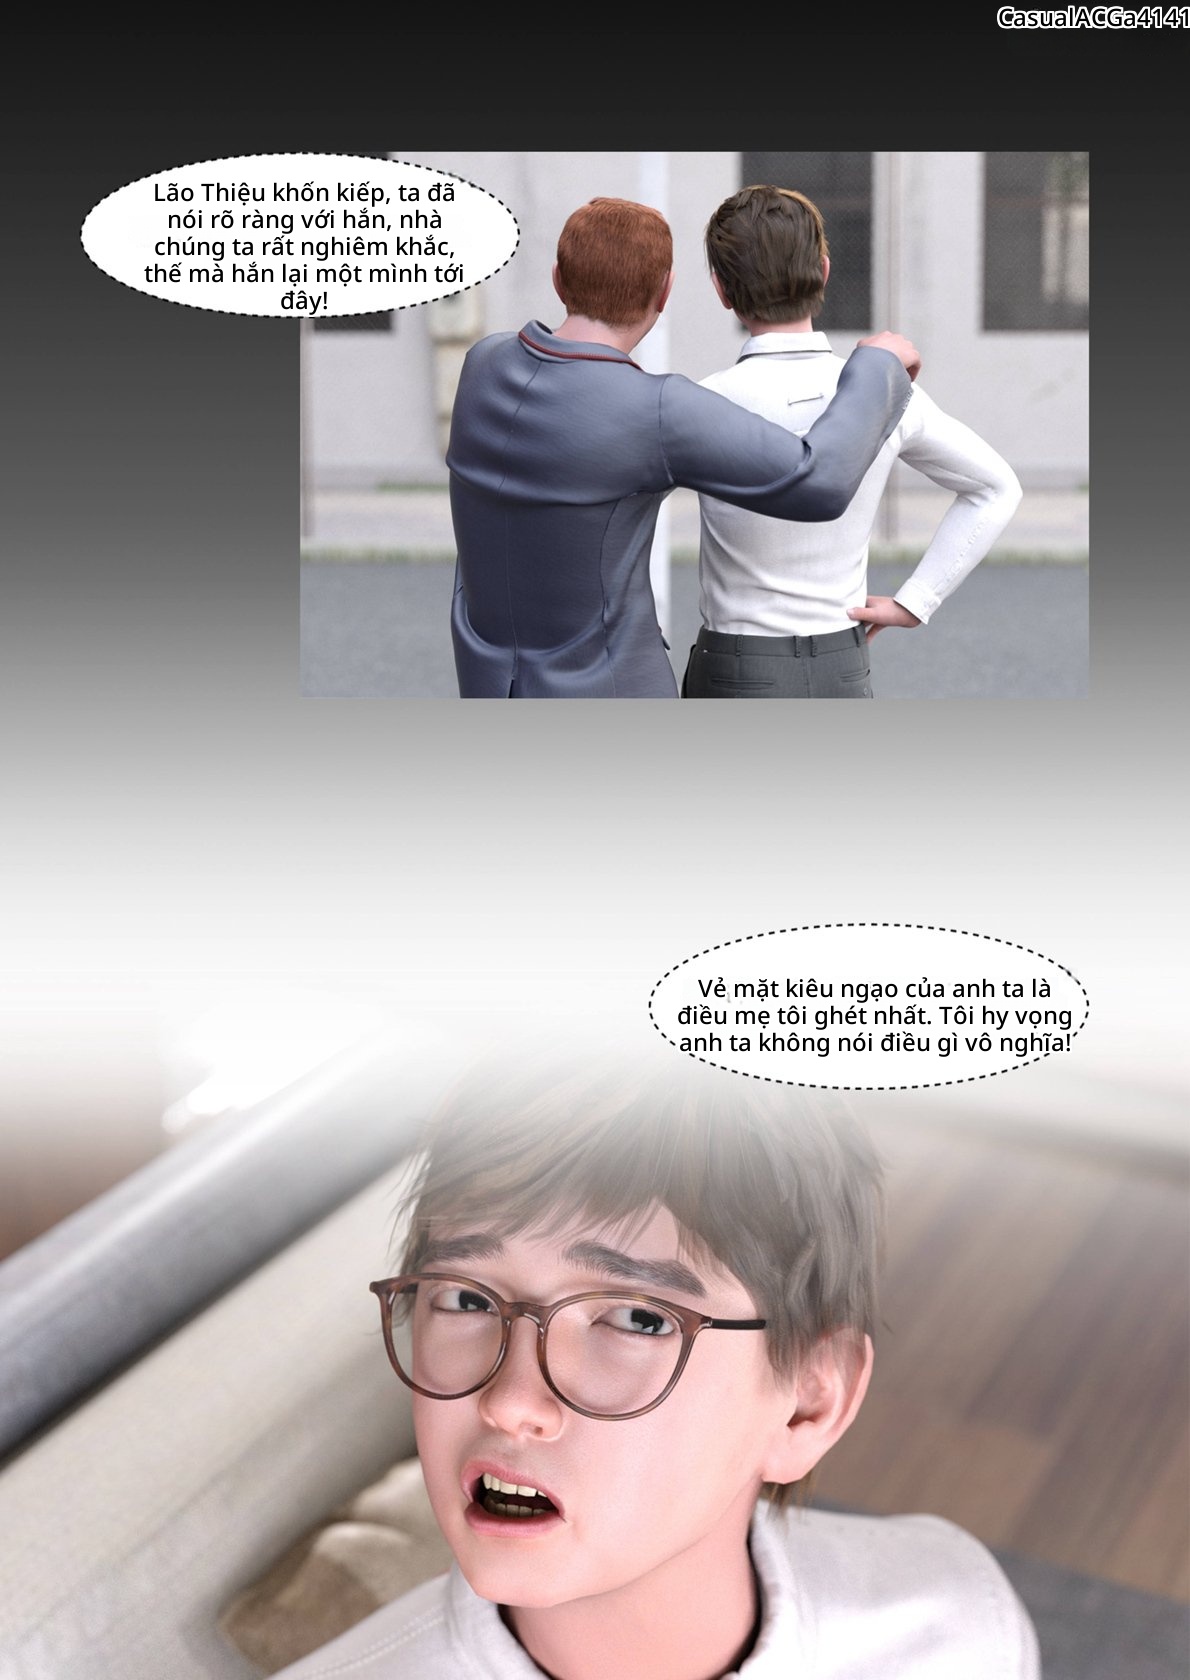 CasualACGa4141
Lão Thiệu khốn kiếp, ta đã
nói rõ ràng với hắn, nhà
chúng ta rất nghiêm khắc,
thế mà hắn lại một mình tới
đây!
Vẻ mặt kiêu ngạo của anh ta là
điều mẹ tôi ghét nhất. Tôi hy vọng
anh ta không nói điều gì vô nghĩa!